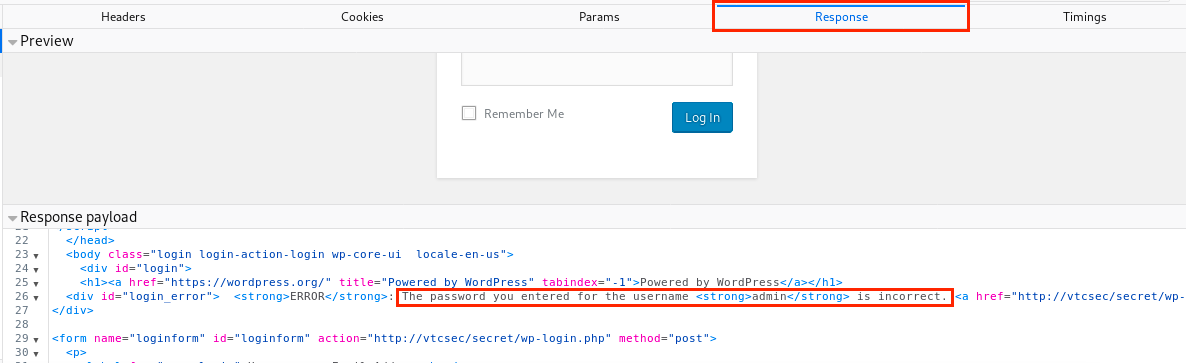 Headers Cookies Params Response Timings
Preview
Remember Me
Log In
Response payload
22 </head>
23 <body class="login login-action-login wp-core-ui  locale-en-us">
24 <div id="login">
25 <h1><a href="https://wordpress.org/" title="Powered by WordPress" tabindex="-1">Powered by WordPress</a></h1>
26 <div id="login_error">  <strong>ERROR</strong>: The password you entered for the username <strong>admin</strong> is incorrect. <a href="http://vtcsec/secret/wp-
27 </div>
28
29 <form name="loginform" id="loginform" action="http://vtcsec/secret/wp-login.php" method="post">
30 <p>